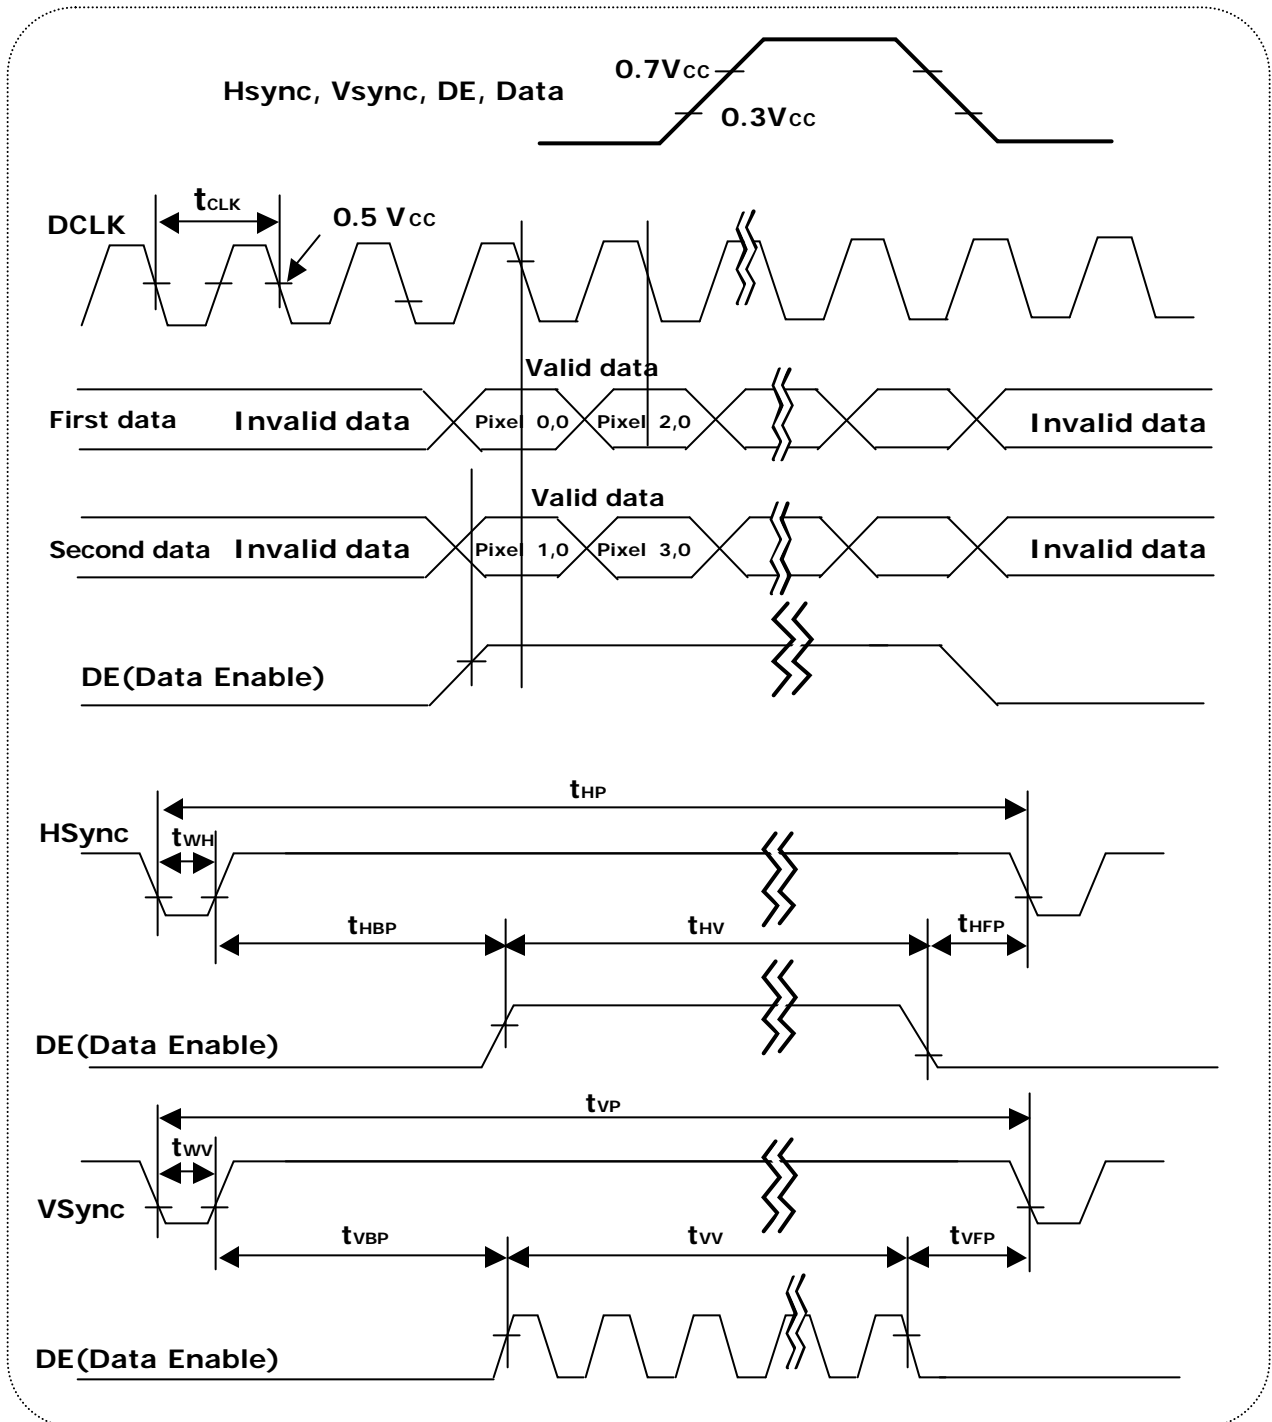 0.7Vcc
Hsync, Vsync, DE, Data
0.3Vcc
tCLK
0.5 Vcc
DCLK
Valid data
First data Invalid data Pixel 0,0 Pixel 2,0 Invalid data
Valid data
Second data Invalid data Pixel 1,0 Pixel 3,0 Invalid data
DE(Data Enable)
tHP
HSync
tWH
tHBP tHV tHFP
DE(Data Enable)
tVP
tWV
VSync
tVBP tVV tVFP
DE(Data Enable)